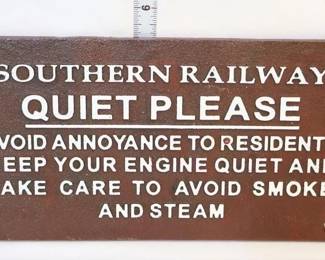 6
SOUTHERN RAILWAY
QUIET PLEASE
VOID ANNOYANCE TO RESIDENT
EEP YOUR ENGINE QUIET AND
AKE CARE TO AVOID SMOKE
AND STEAM